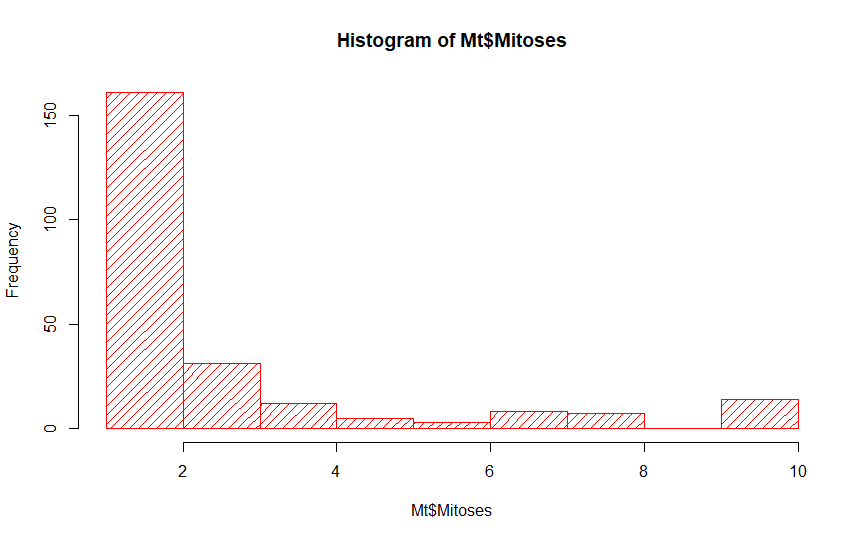 Histogram of Mt$Mitoses
Frequency
150
100
50
0
2 4 6 8 10
Mt$Mitoses